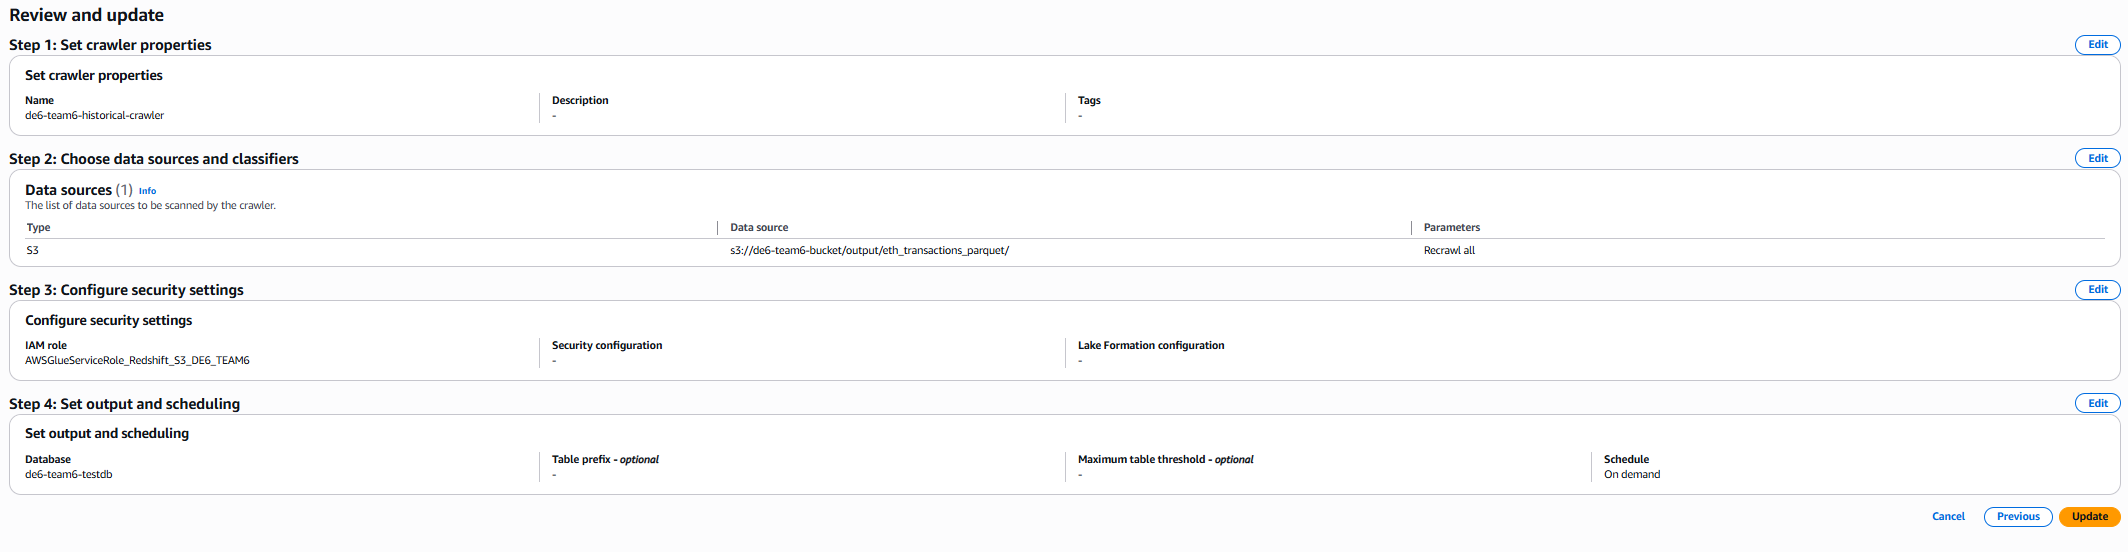 Review and update
Step 1: Set crawler properties
Edit
Set crawler properties
Name
de6-team6-historical-crawler
Description
-
Tags
-
Step 2: Choose data sources and classifiers
Edit
Data sources (1) Info
The list of data sources to be scanned by the crawler.
Type Data source Parameters
S3 s3://de6-team6-bucket/output/eth_transactions_parquet/ Recrawl all
Step 3: Configure security settings
Edit
Configure security settings
IAM role
AWSGlueServiceRole_Redshift_S3_DE6_TEAM6
Security configuration
-
Lake Formation configuration
-
Step 4: Set output and scheduling
Edit
Set output and scheduling
Database
de6-team6-testdb
Table prefix - optional
-
Maximum table threshold - optional
-
Schedule
On demand
Cancel Previous Update